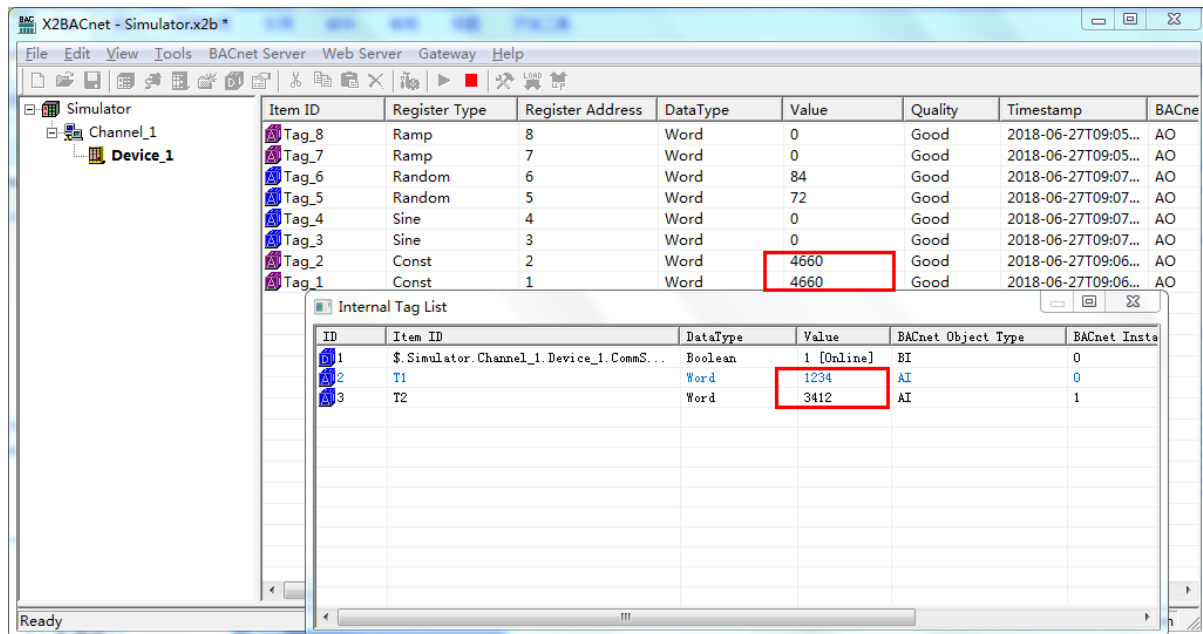 X2BACnet - Simulator.x2b *
File Edit View Tools BACnet Server Web Server Gateway Help
Simulator
Channel_1
Device_1
Item ID Register Type Register Address DataType Value Quality Timestamp BACne
Tag_8 Ramp 8 Word 0 Good 2018-06-27T09:05... AO
Tag_7 Ramp 7 Word 0 Good 2018-06-27T09:05... AO
Tag_6 Random 6 Word 84 Good 2018-06-27T09:07... AO
Tag_5 Random 5 Word 72 Good 2018-06-27T09:07... AO
Tag_4 Sine 4 Word 0 Good 2018-06-27T09:07... AO
Tag_3 Sine 3 Word 0 Good 2018-06-27T09:07... AO
Tag_2 Const 2 Word 4660 Good 2018-06-27T09:06... AO
Tag_1 Const 1 Word 4660 Good 2018-06-27T09:06... AO
Internal Tag List
ID Item ID DataType Value BACnet Object Type BACnet Insta
1 $.Simulator.Channel_1.Device_1.CommS... Boolean 1 [Online] BI 0
2 T1 Word 1234 AI 0
3 T2 Word 3412 AI 1
Ready